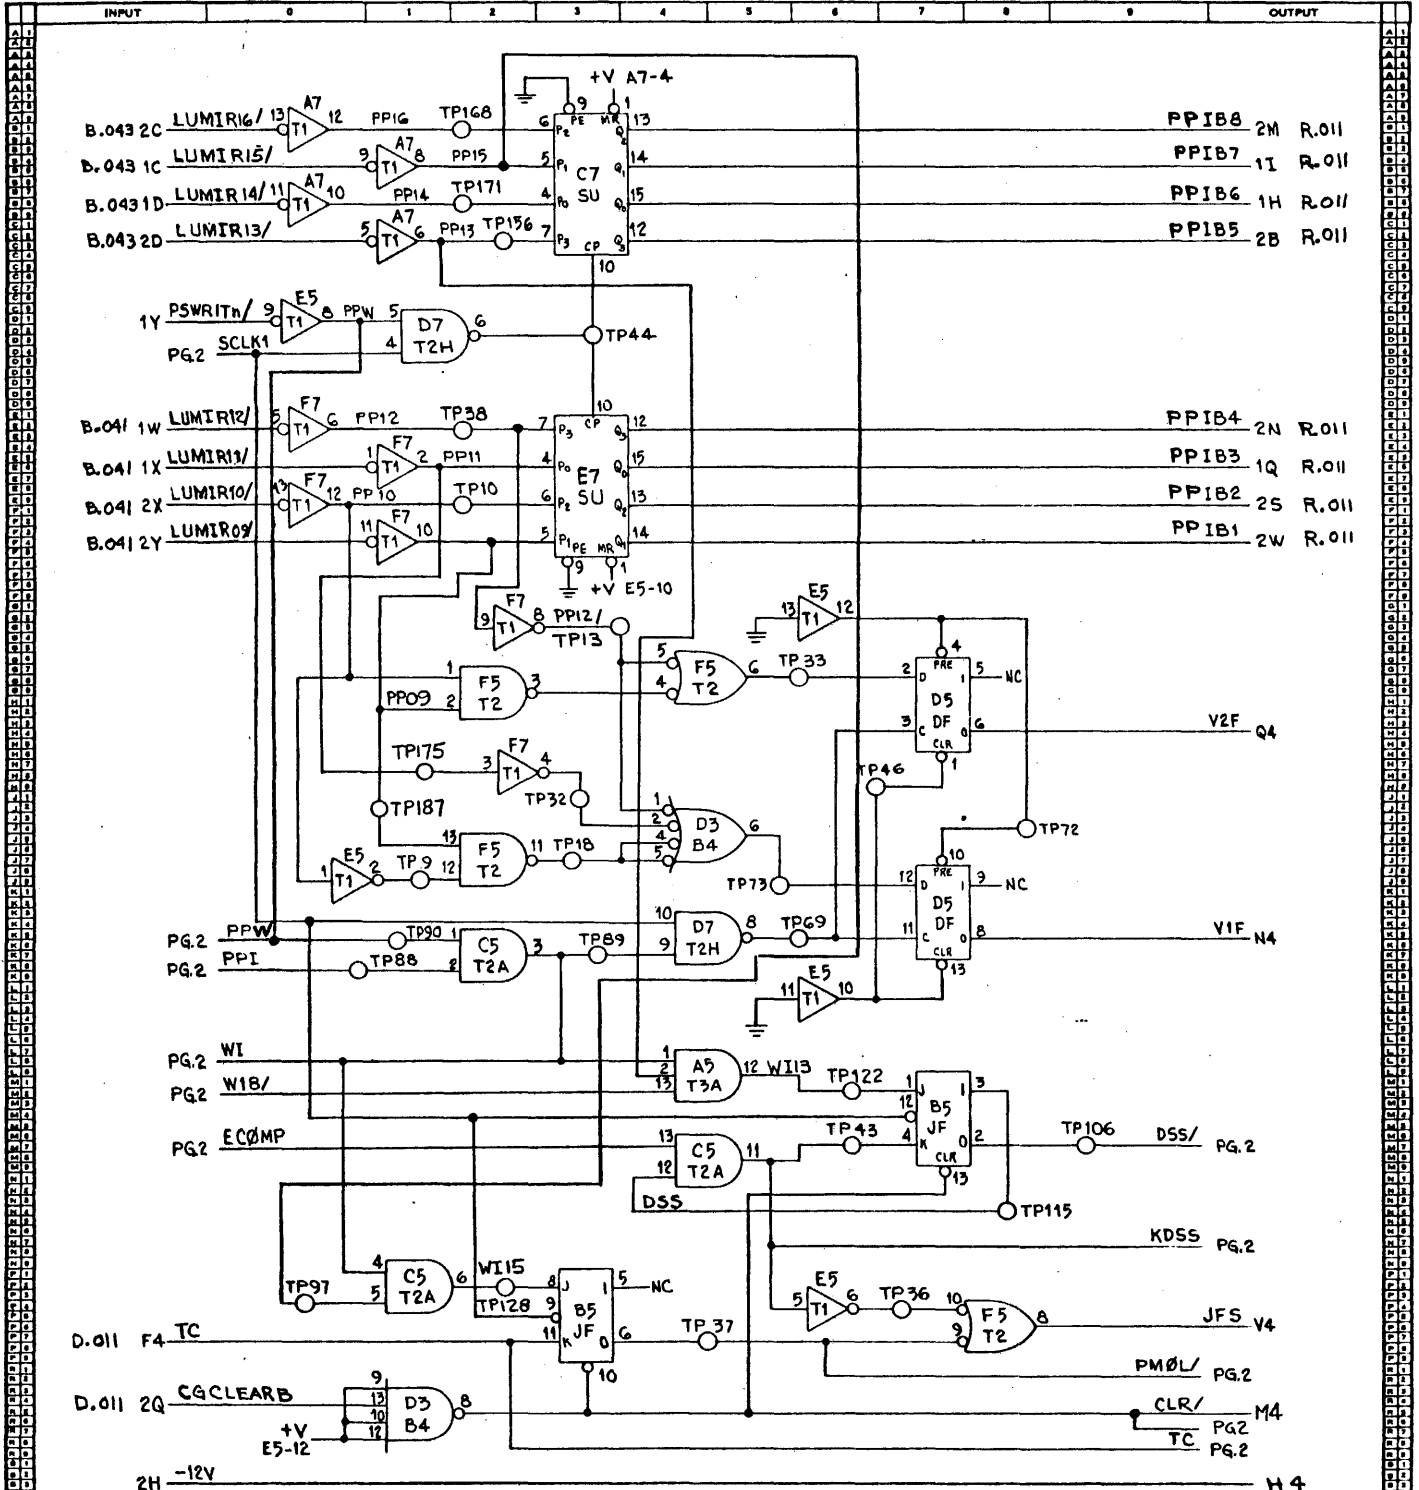 INPUT 0 1 2 3 4 5 6 7 8 9 OUTPUT
+V A7-4
B.043 2C LUMIR16/ 13 A7 T1 12 PP16 TP168 6 P2 9 PE MR 1 Q2 13 PPIB8 2M R.011
B.043 1C LUMIR15/ 9 A7 T1 8 PP15 5 P1 C7 Q1 14 PPIB7 1I R.011
B.043 1D LUMIR14/ 11 A7 T1 10 PP14 TP171 4 P0 SU Q0 15 PPIB6 1H R.011
B.043 2D LUMIR13/ 5 A7 T1 6 PP13 TP156 7 P3 CP Q3 12 PPIB5 2B R.011
10
1Y PSWRITn/ 9 E5 T1 8 PPW 5 D7 T2H 6 TP44
PG.2 SCLK1 4
10
B.041 1W LUMIR12/ 5 F7 T1 6 PP12 TP38 7 P3 CP Q3 12 PPIB4 2N R.011
B.041 1X LUMIR11/ 1 F7 T1 2 PP11 4 P0 E7 Q0 15 PPIB3 1Q R.011
B.041 2X LUMIR10/ 13 F7 T1 12 PP10 TP10 6 P2 SU Q2 13 PPIB2 2S R.011
B.041 2Y LUMIR09/ 11 F7 T1 10 5 P1 PE MR Q1 14 PPIB1 2W R.011
9 1
+V E5-10
9 F7 T1 8 PP12/ TP13
13 E5 T1 12
1 F5 T2 3 5 F5 T2 6 TP33 2 D PRE 4 1 5 NC
PP09 2 4 D5 DF
3 C CLR 0 6 V2F Q4
1
TP175 3 F7 T1 4 TP46
TP187 TP32 1 2 4 5 D3 B4 6 TP72
13 F5 T2 11 TP18
1 E5 T1 2 TP9 12 TP73 12 D PRE 10 1 9 NC
D5 DF
PG.2 PPW 1 TP90 C5 T2A 3 TP89 10 9 D7 T2H 8 TP69 11 C CLR 0 8 V1F N4
PG.2 PPI TP88 2 13
11 E5 T1 10
PG.2 WI 1 2 A5 T3A 12 WI13 TP122 1 J 1 3
PG.2 W18/ 13 12 B5 JF
PG.2 ECØMP 13 C5 T2A 11 TP43 4 K 0 2 TP106 DSS/ PG.2
12 CLR 13
DSS TP115
KDSS PG.2
4 C5 T2A 6 WI15 8 J 1 5 NC 5 E5 T1 6 TP36 10 F5 T2 8 JFS V4
TP97 5 TP128 9 B5 JF
D.011 F4 TC 11 K 0 6 TP37 9
10 PMØL/ PG.2
D.011 2Q CGCLEARB 9 13 10 12 D3 B4 8 CLR/ M4
+V E5-12 PG2
TC PG.2
2H -12V H4